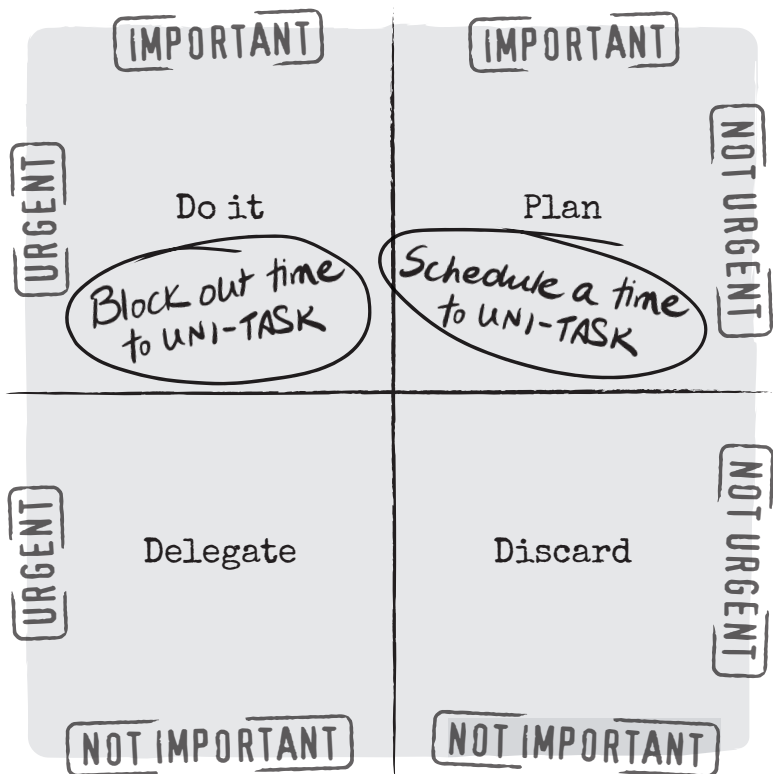 IMPORTANT
IMPORTANT
URGENT
NOT URGENT
Do it
Plan
Block out time
to UNI-TASK
Schedule a time
to UNI-TASK
URGENT
NOT URGENT
Delegate
Discard
NOT IMPORTANT
NOT IMPORTANT